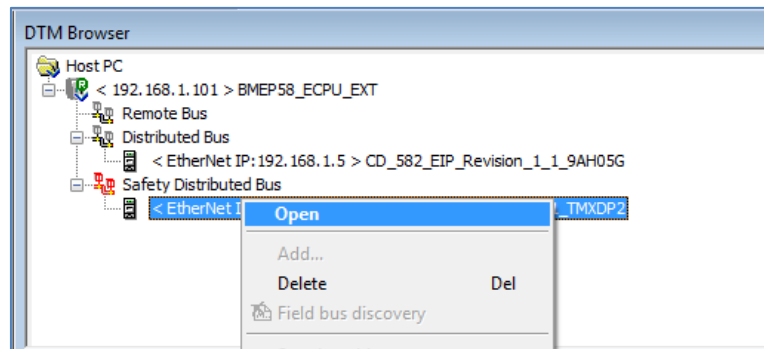 DTM Browser
Host PC
< 192.168.1.101 > BMEP58_ECPU_EXT
Remote Bus
Distributed Bus
< EtherNet IP:192.168.1.5 > CD_582_EIP_Revision_1_1_9AH05G
Safety Distributed Bus
< EtherNet I _TMXDP2
Open
Add...
Delete Del
Field bus discovery